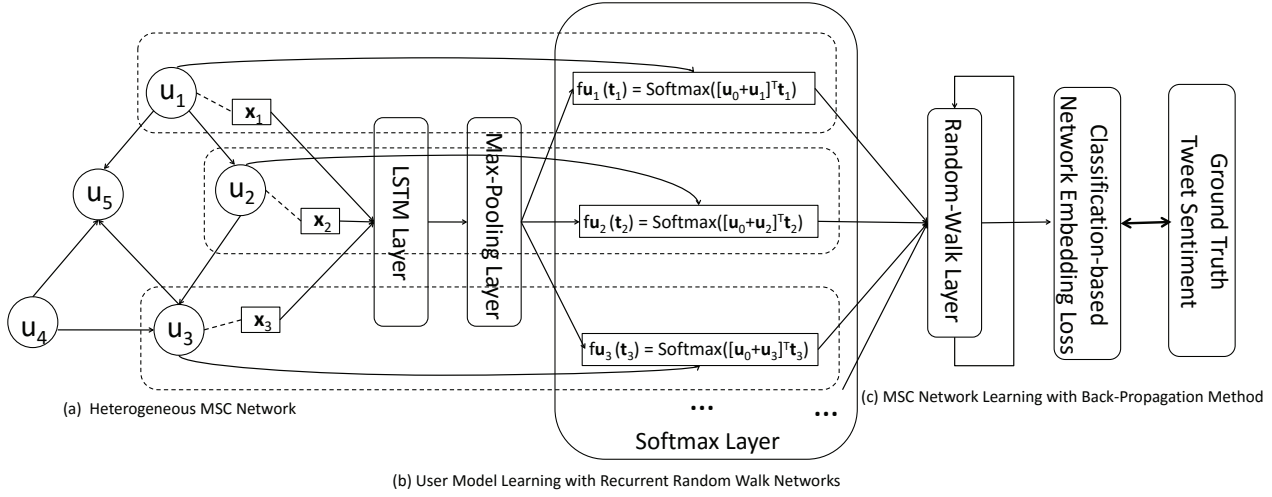 u1
x1
u5
u2
x2
u4
u3
x3
(a) Heterogeneous MSC Network
LSTM Layer
Max-Pooling Layer
fu1(t1) = Softmax([u0+u1]ᵀt1)
fu2(t2) = Softmax([u0+u2]ᵀt2)
fu3(t3) = Softmax([u0+u3]ᵀt3)
...
...
Softmax Layer
(b) User Model Learning with Recurrent Random Walk Networks
Random-Walk Layer
Classification-based
Network Embedding Loss
Ground Truth
Tweet Sentiment
(c) MSC Network Learning with Back-Propagation Method